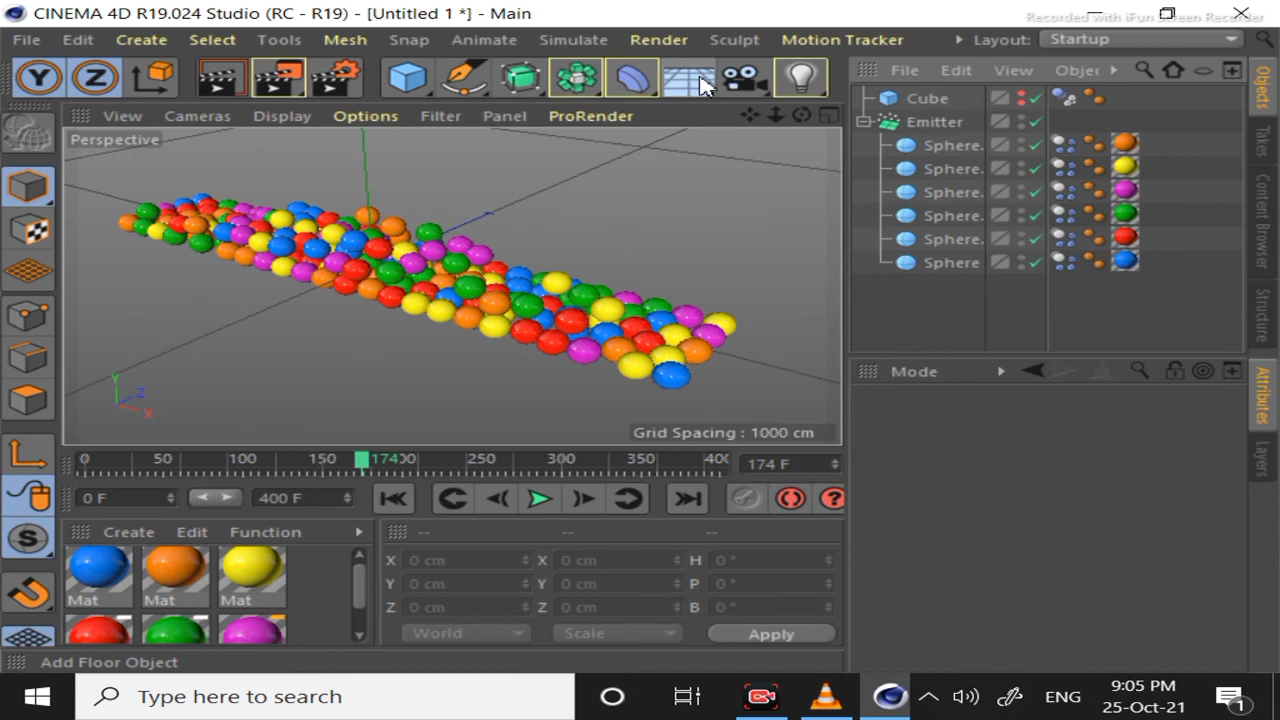 CINEMA 4D R19.024 Studio (RC - R19) - [Untitled 1 *] - Main
Recorded with iFun Screen Recorder
File Edit Create Select Tools Mesh Snap Animate Simulate Render Sculpt Motion Tracker Layout: Startup
Y Z
File Edit View Objec
View Cameras Display Options Filter Panel ProRender
Perspective
Cube
Emitter
Sphere.
Sphere.
Sphere.
Sphere.
Sphere.
Sphere
Objects
Takes
Content Browser
Structure
Mode
Attributes
Layers
Y
Z
X
Grid Spacing : 1000 cm
0 50 100 150 174 250 300 350 40 174 F
0 F 400 F
Create Edit Function
-- -- --
Mat Mat Mat
X 0 cm X 0 cm H 0 °
Y 0 cm Y 0 cm P 0 °
Z 0 cm Z 0 cm B 0 °
World Scale Apply
S
Add Floor Object
Type here to search
ENG
9:05 PM
25-Oct-21
1